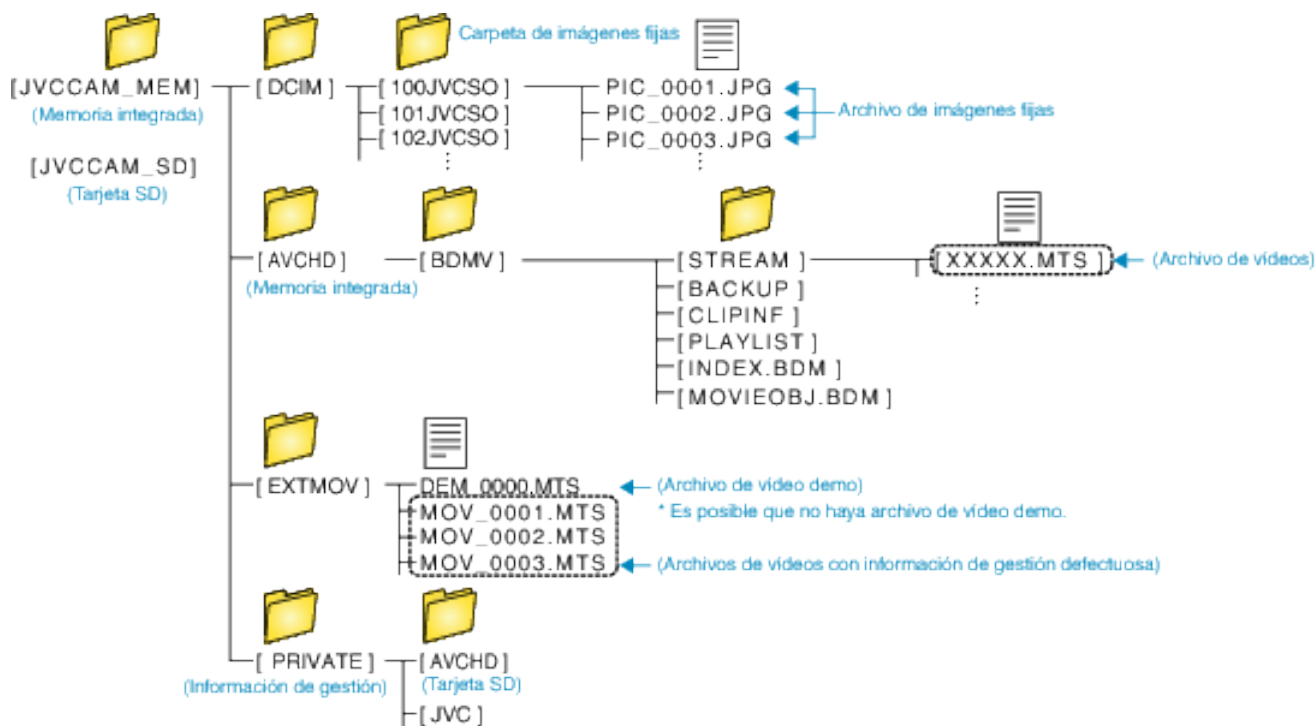 Carpeta de imágenes fijas
[JVCCAM_MEM]
(Memoria integrada)
[JVCCAM_SD]
(Tarjeta SD)
[DCIM]
[100JVCSO]
[101JVCSO]
[102JVCSO]
PIC_0001.JPG
PIC_0002.JPG
PIC_0003.JPG
Archivo de imágenes fijas
[AVCHD]
(Memoria integrada)
[BDMV]
[STREAM]
[BACKUP]
[CLIPINF]
[PLAYLIST]
[INDEX.BDM]
[MOVIEOBJ.BDM]
[XXXXX.MTS]
(Archivo de vídeos)
[EXTMOV]
DEM_0000.MTS
(Archivo de vídeo demo)
* Es posible que no haya archivo de vídeo demo.
MOV_0001.MTS
MOV_0002.MTS
MOV_0003.MTS
(Archivos de vídeos con información de gestión defectuosa)
[PRIVATE]
(Información de gestión)
[AVCHD]
(Tarjeta SD)
[JVC]